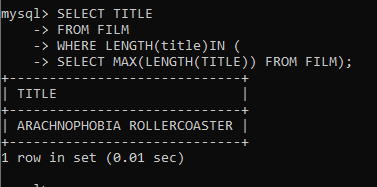 mysql> SELECT TITLE
    -> FROM FILM
    -> WHERE LENGTH(title)IN (
    -> SELECT MAX(LENGTH(TITLE)) FROM FILM);
+----------------------------+
| TITLE                      |
+----------------------------+
| ARACHNOPHOBIA ROLLERCOASTER |
+----------------------------+
1 row in set (0.01 sec)